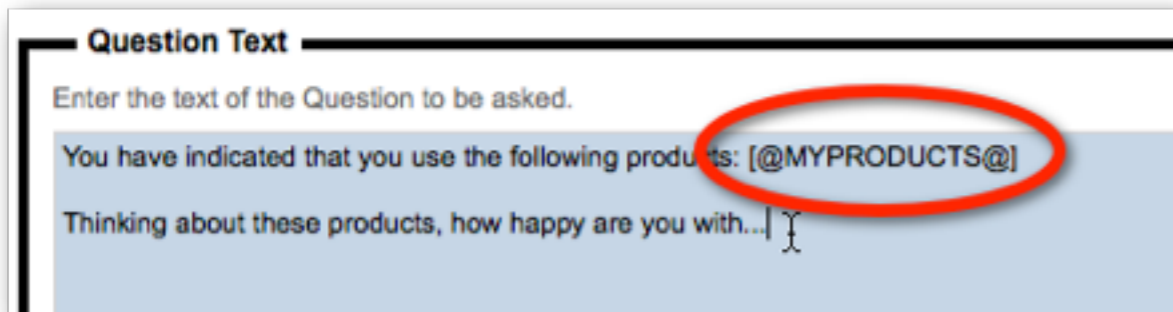 Question Text
Enter the text of the Question to be asked.
You have indicated that you use the following products: [@MYPRODUCTS@]
Thinking about these products, how happy are you with...